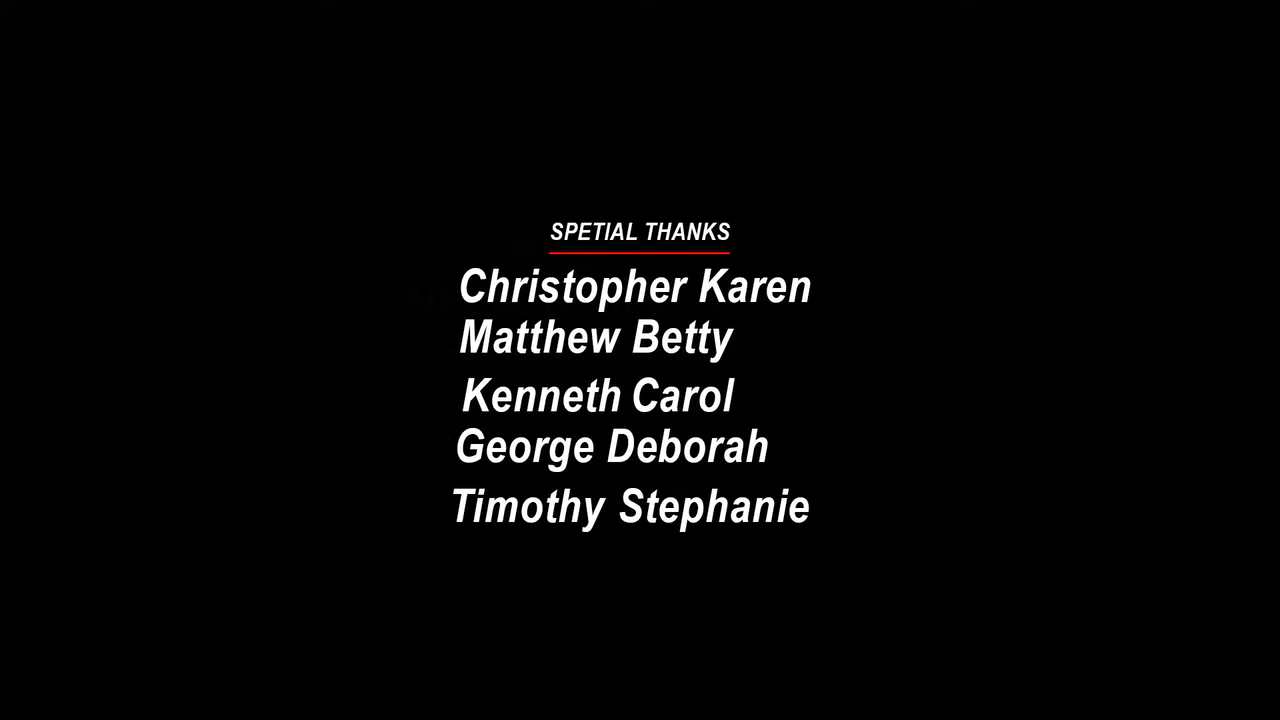 SPETIAL THANKS
Christopher Karen
Matthew Betty
Kenneth Carol
George Deborah
Timothy Stephanie